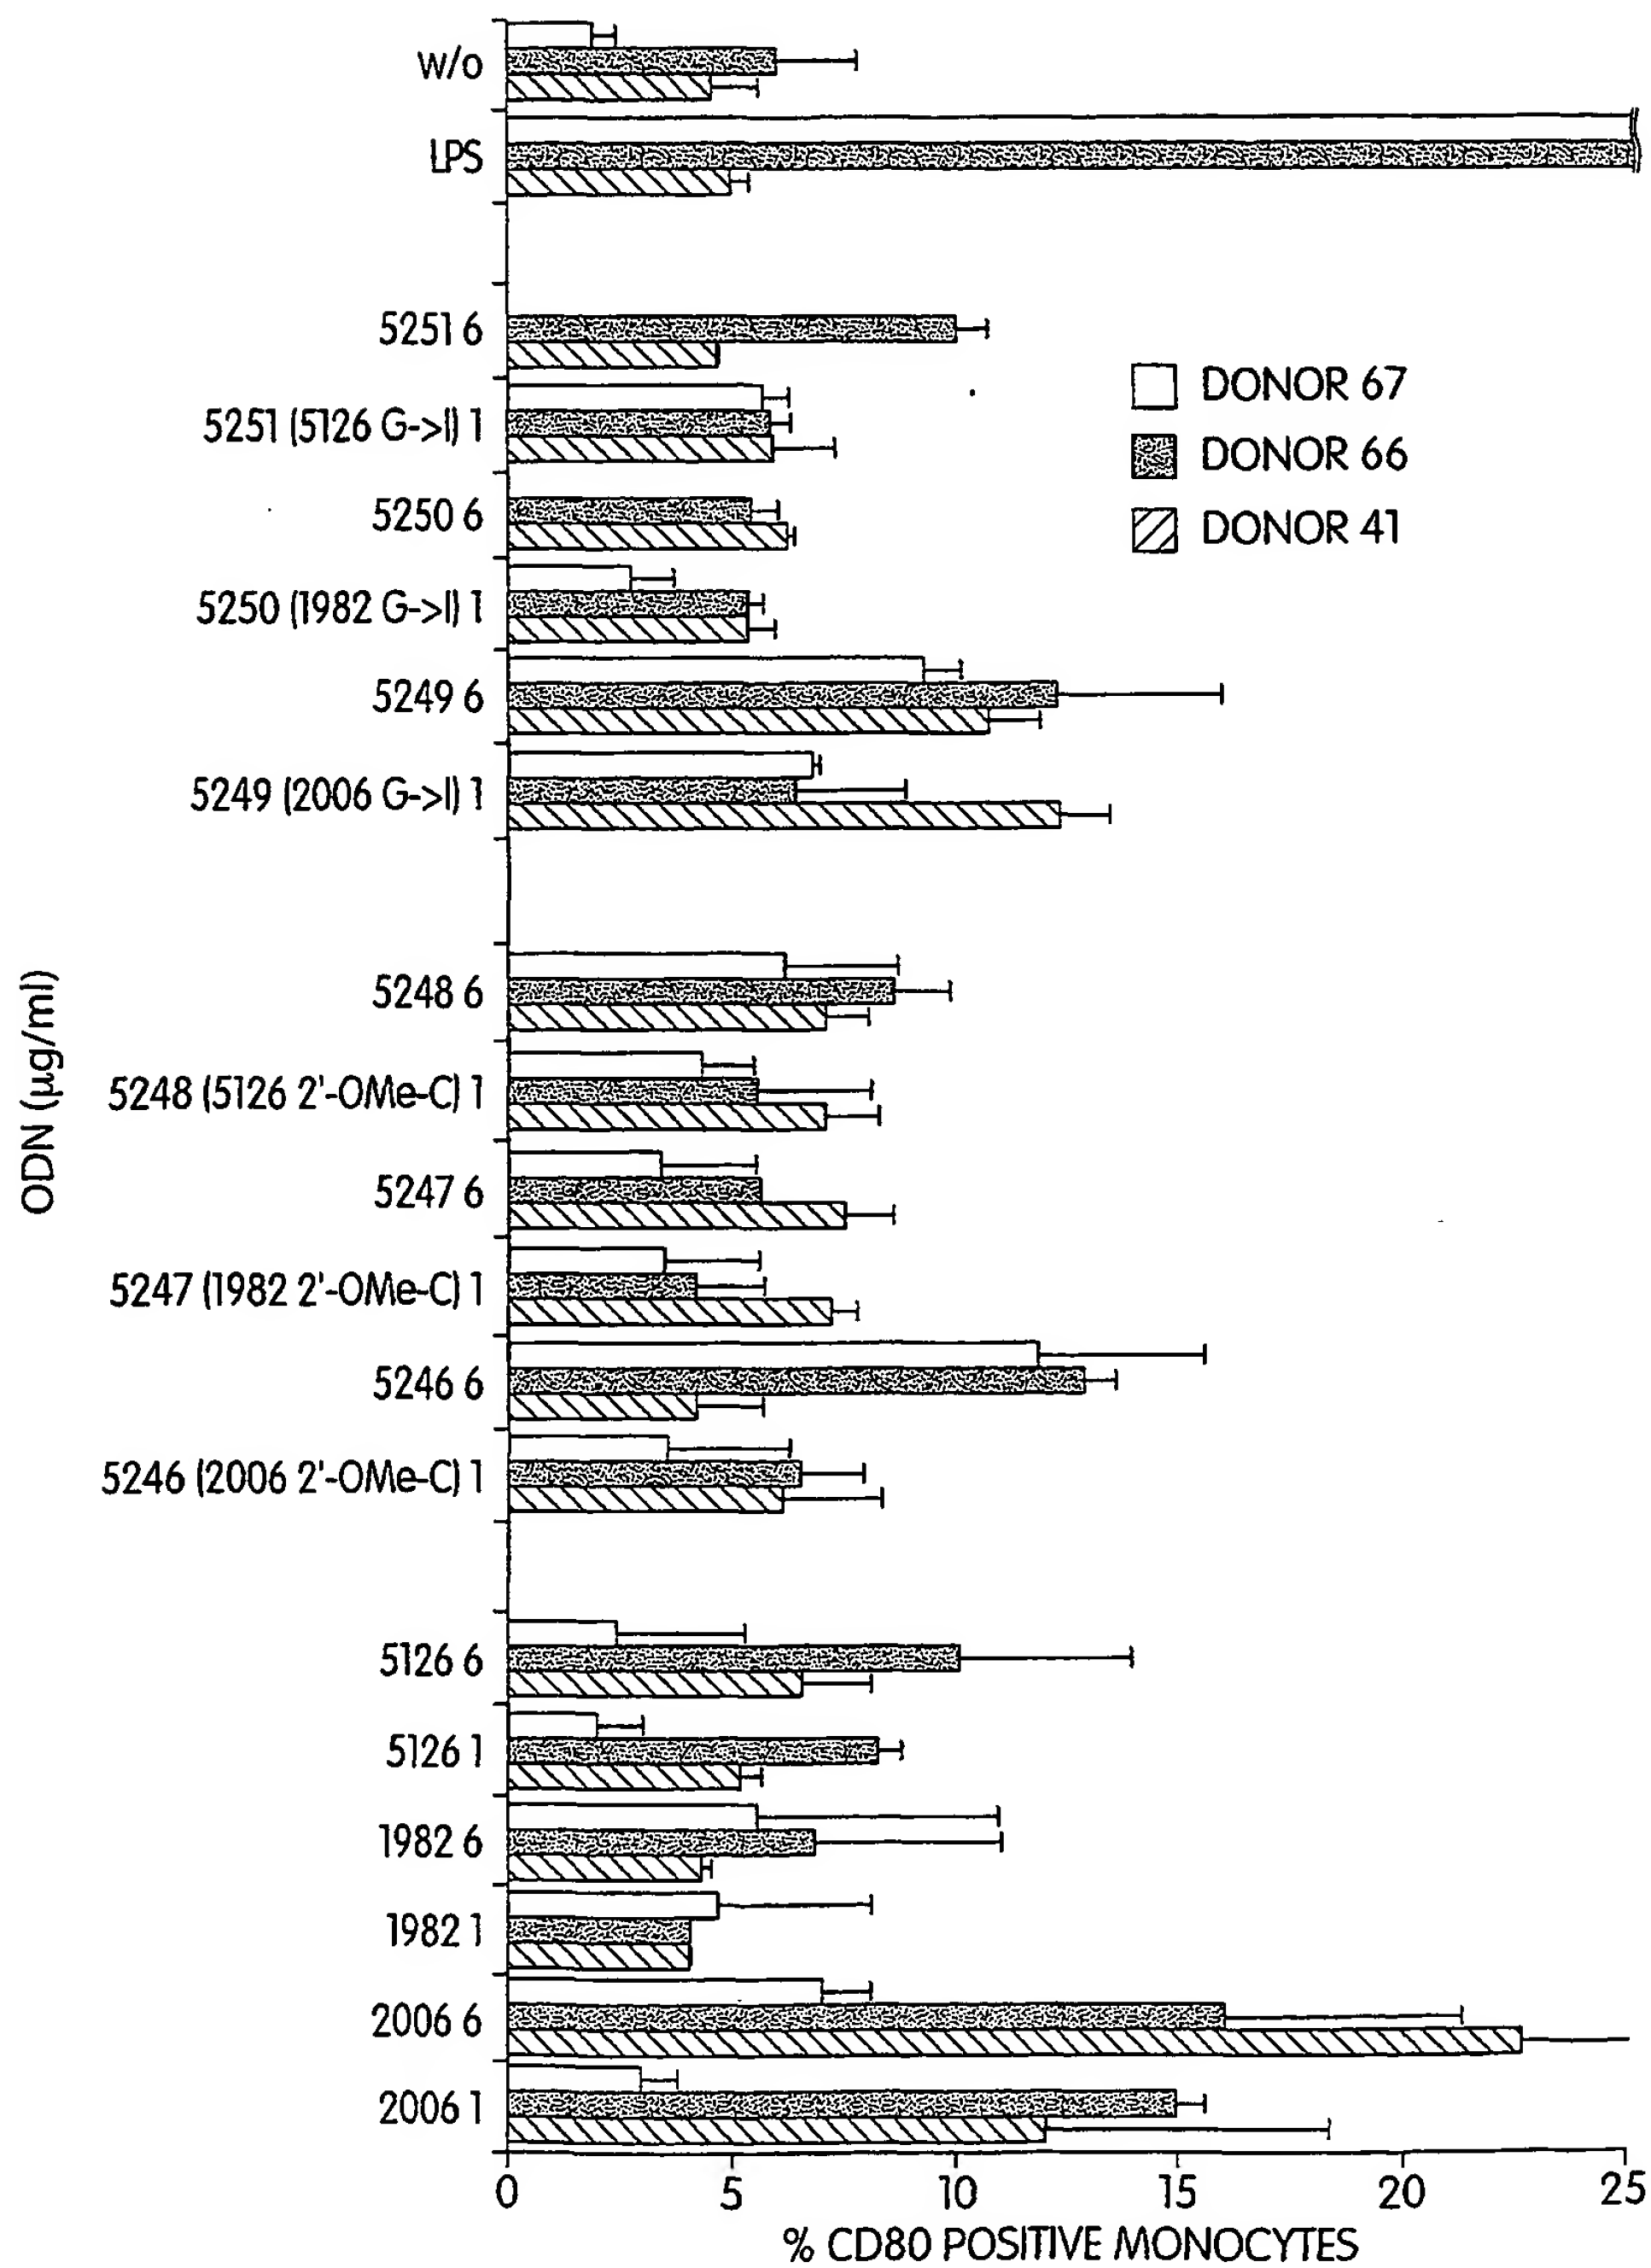 w/o
LPS
5251 6
5251 (5126 G->I) 1
5250 6
5250 (1982 G->I) 1
5249 6
5249 (2006 G->I) 1
5248 6
5248 (5126 2'-OMe-C) 1
5247 6
5247 (1982 2'-OMe-C) 1
5246 6
5246 (2006 2'-OMe-C) 1
5126 6
5126 1
1982 6
1982 1
2006 6
2006 1
ODN (µg/ml)
DONOR 67
DONOR 66
DONOR 41
0 5 10 15 20 25
% CD80 POSITIVE MONOCYTES